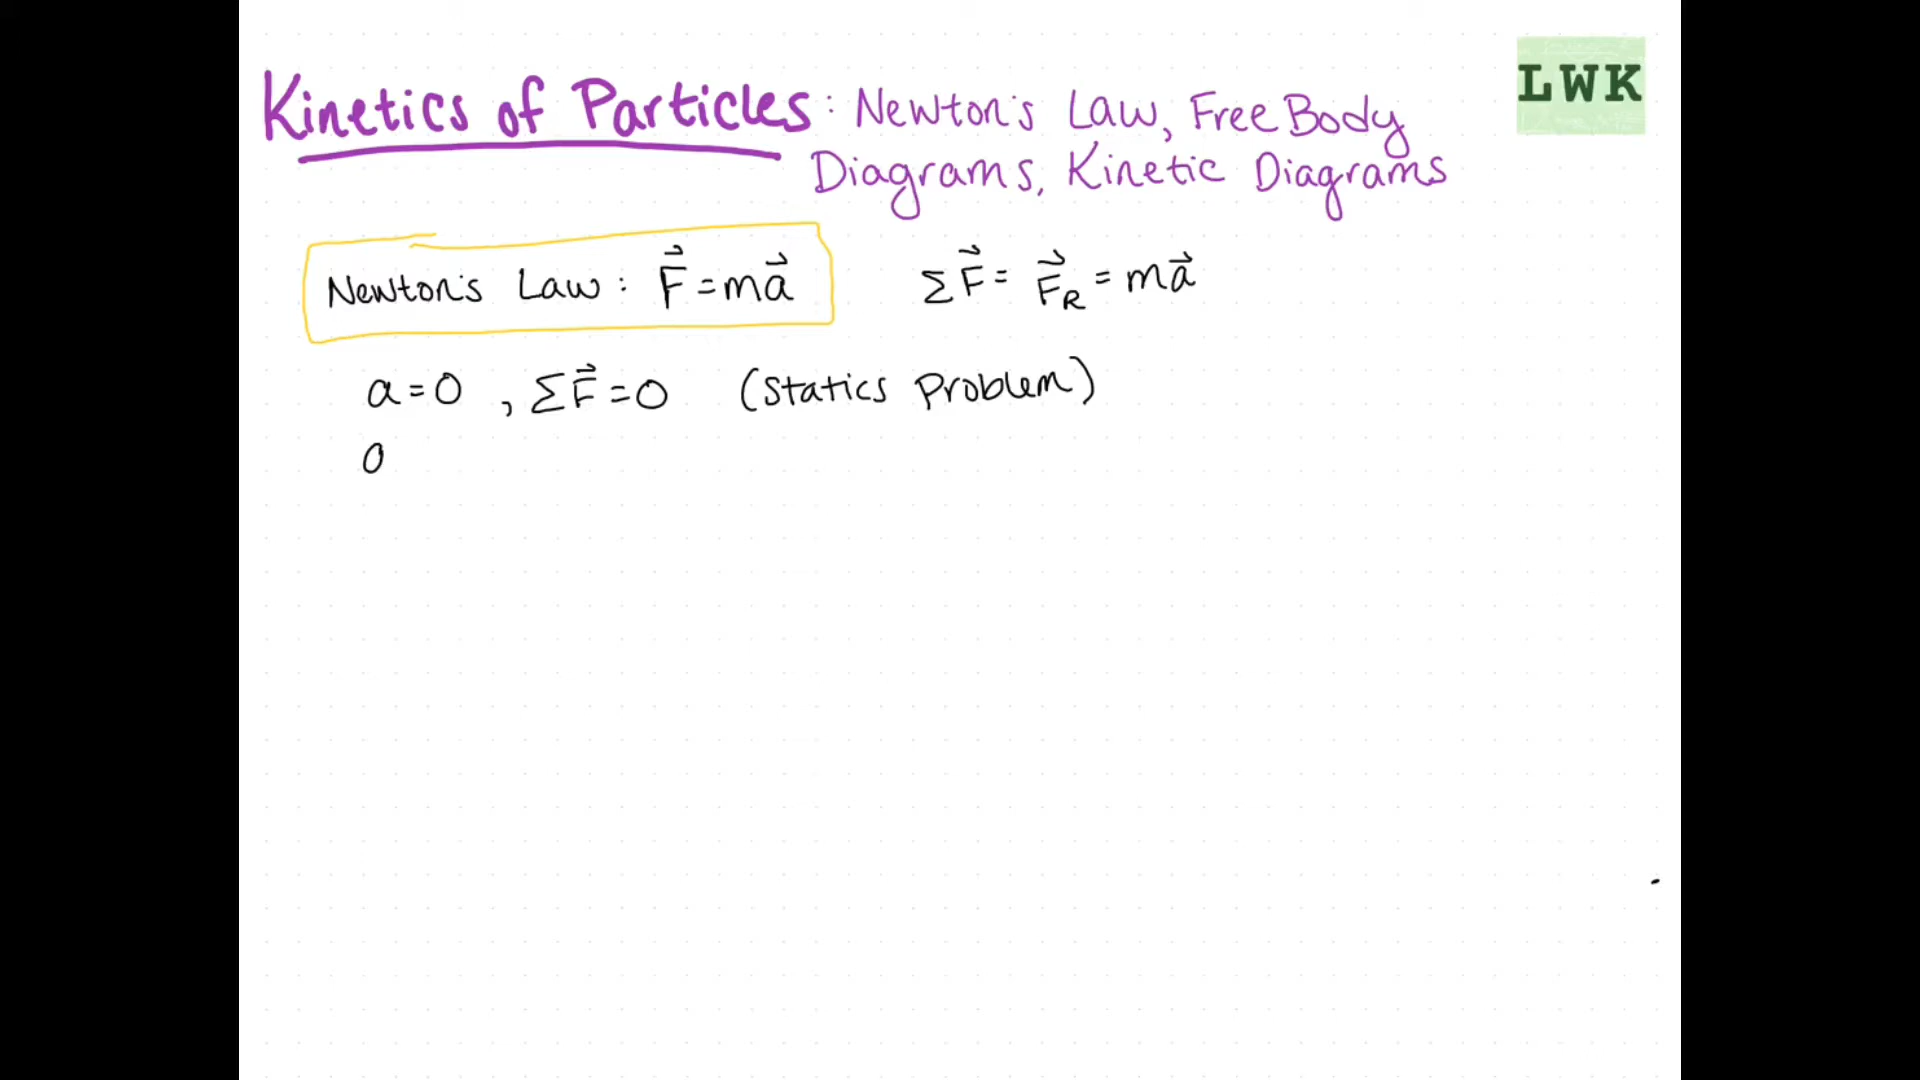 Kinetics of Particles: Newton's Law, Free Body
Diagrams, Kinetic Diagrams
LWK
Newton's Law: F⃗ = ma⃗
ΣF⃗ = F⃗_R = ma⃗
a = 0 , ΣF⃗ = 0 (Statics Problem)
0